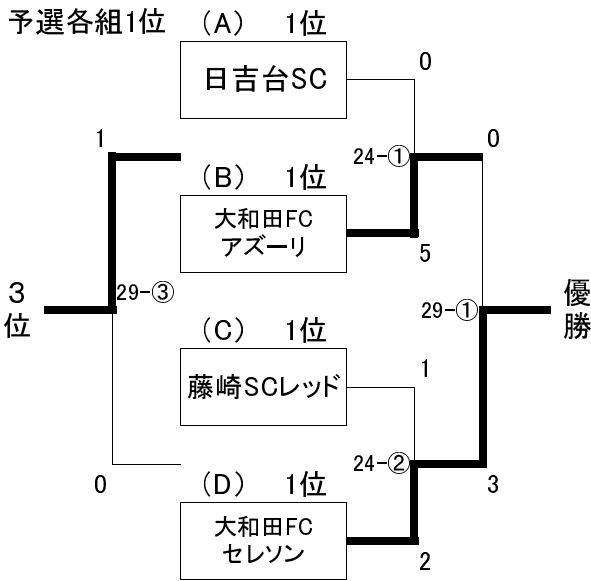 予選各組1位
（A） 1位
日吉台SC
0
1
24-①
0
（B） 1位
大和田FC
アズーリ
5
3
位
29-③
29-①
優
勝
（C） 1位
藤崎SCレッド
1
24-②
0
（D） 1位
3
大和田FC
セレソン
2